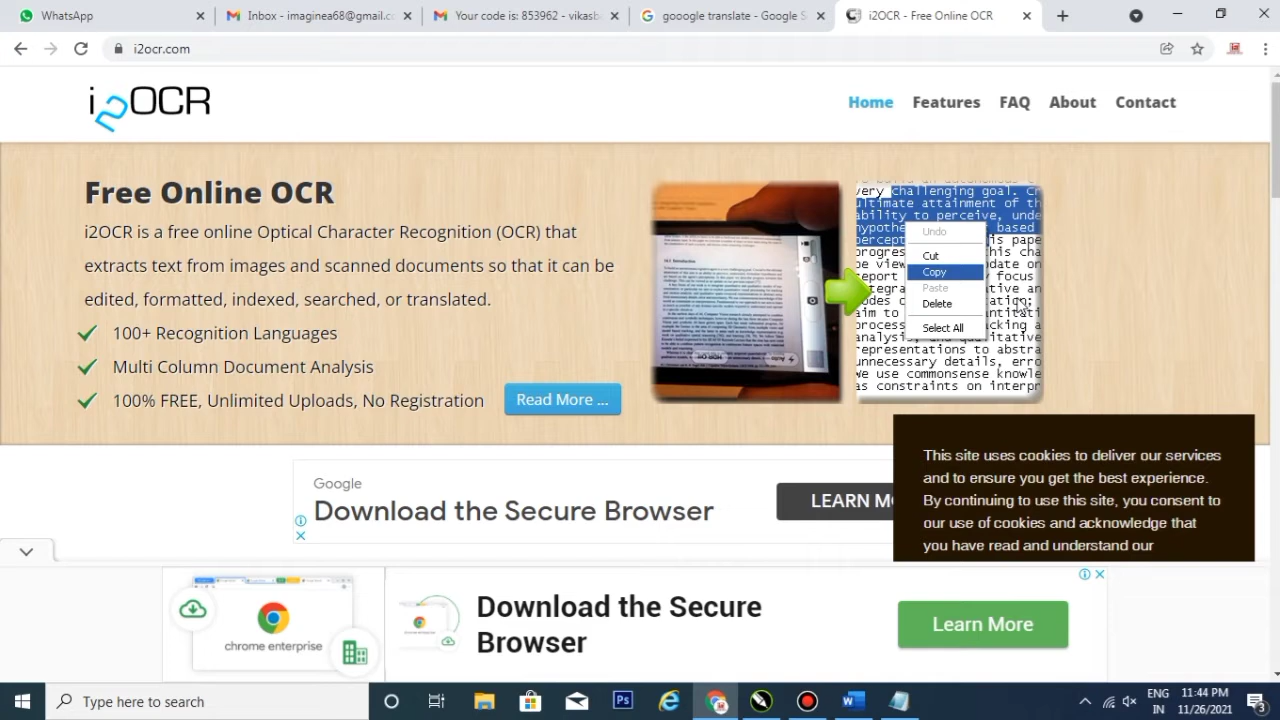 WhatsApp
Inbox - imaginea68@gmail.c
Your code is: 853962 - vikasb
gooogle translate - Google S
i2OCR - Free Online OCR
i2ocr.com
i2OCR
Home Features FAQ About Contact
Free Online OCR
i2OCR is a free online Optical Character Recognition (OCR) that
extracts text from images and scanned documents so that it can be
edited, formatted, indexed, searched, or translated.
100+ Recognition Languages
Multi Column Document Analysis
100% FREE, Unlimited Uploads, No Registration
Read More ...
very challenging goal. C
ultimate attainment of th
ability to perceive, unde
based
is pape
focus
Undo
Cut
Copy
Paste
Delete
Select All
representations to abstra
unnecessary details, ero
we use commonsense knowle
as constraints on interpr
Google
Download the Secure Browser
LEARN M
This site uses cookies to deliver our services
and to ensure you get the best experience.
By continuing to use this site, you consent to
our use of cookies and acknowledge that
you have read and understand our
chrome enterprise
Download the Secure
Browser
Learn More
Type here to search
Ps
ENG
IN
11:44 PM
11/26/2021
3